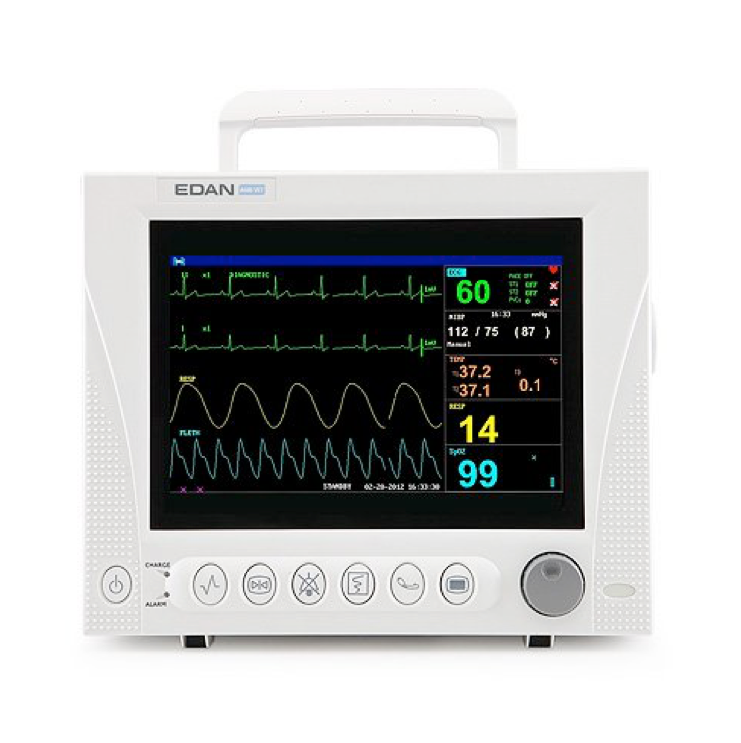 EDAN
II x1 DIAGNOSTIC
1mV
I x1
1mV
RESP
PLETH
STANDBY 02-28-2012 16:33:30
ECG
60
PACE OFF
ST1 OFF
ST2 OFF
PVCs 0
NIBP 16:33 mmHg
112 / 75 ( 87 )
Manual
TEMP °C
T1 37.2
TD 0.1
T2 37.1
RESP
14
SpO2
99
CHARGE
ALARM